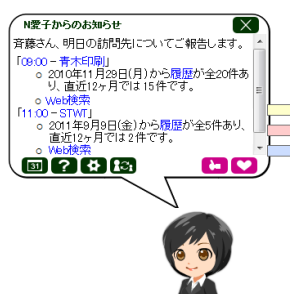 N愛子からのお知らせ
斉藤さん、明日の訪問先についてご報告します。
「09:00 - 青木印刷」
2010年11月29日(月)から履歴が全20件あ
り、直近12ヶ月では15件です。
Web検索
「11:00 - STWT」
2011年9月9日(金)から履歴が全5件あり、
直近12ヶ月では2件です。
Web検索
31
?